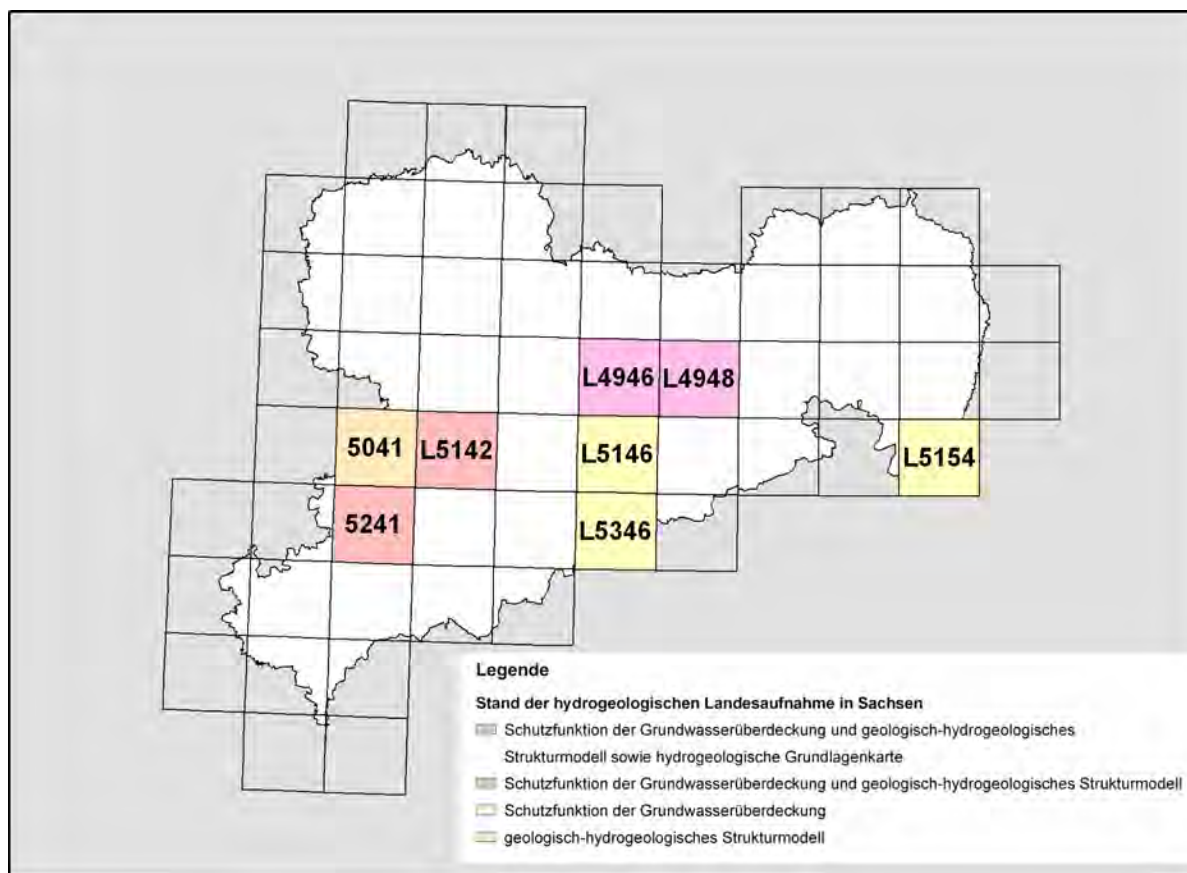 L4946 L4948
5041 L5142 L5146 L5154
5241 L5346
Legende
Stand der hydrogeologischen Landesaufnahme in Sachsen
Schutzfunktion der Grundwasserüberdeckung und geologisch-hydrogeologisches
Strukturmodell sowie hydrogeologische Grundlagenkarte
Schutzfunktion der Grundwasserüberdeckung und geologisch-hydrogeologisches Strukturmodell
Schutzfunktion der Grundwasserüberdeckung
geologisch-hydrogeologisches Strukturmodell